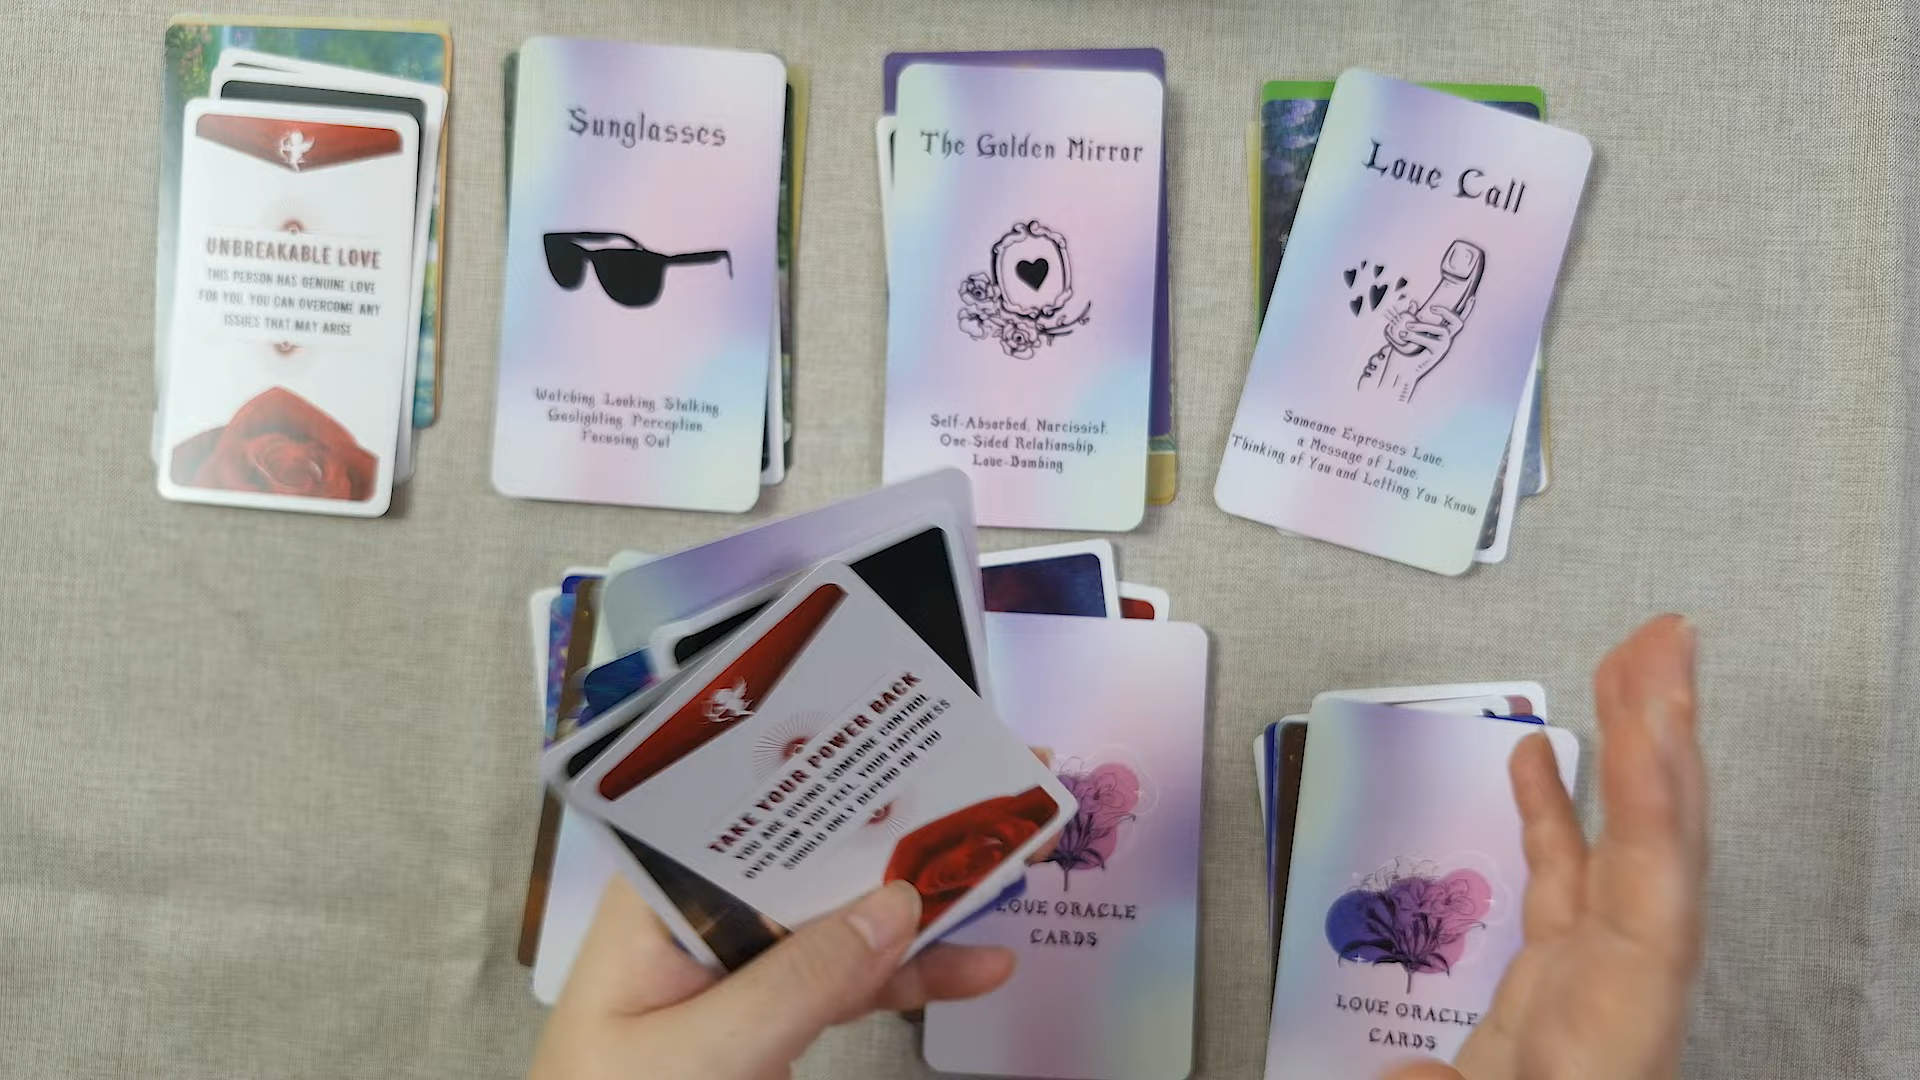 UNBREAKABLE LOVE
THIS PERSON HAS GENUINE LOVE
FOR YOU. YOU CAN OVERCOME ANY
ISSUES THAT MAY ARISE
Sunglasses
Watching, Looking, Stalking,
Gaslighting, Perception,
Focusing Out
The Golden Mirror
Self-Absorbed, Narcissist,
One-Sided Relationship,
Love-Bombing
Love Call
Someone Expresses Love,
a Message of Love,
Thinking of You and Letting You Know
TAKE YOUR POWER BACK
YOU ARE GIVING SOMEONE CONTROL
OVER HOW YOU FEEL. YOUR HAPPINESS
SHOULD ONLY DEPEND ON YOU
LOVE ORACLE
CARDS
LOVE ORACLE
CARDS